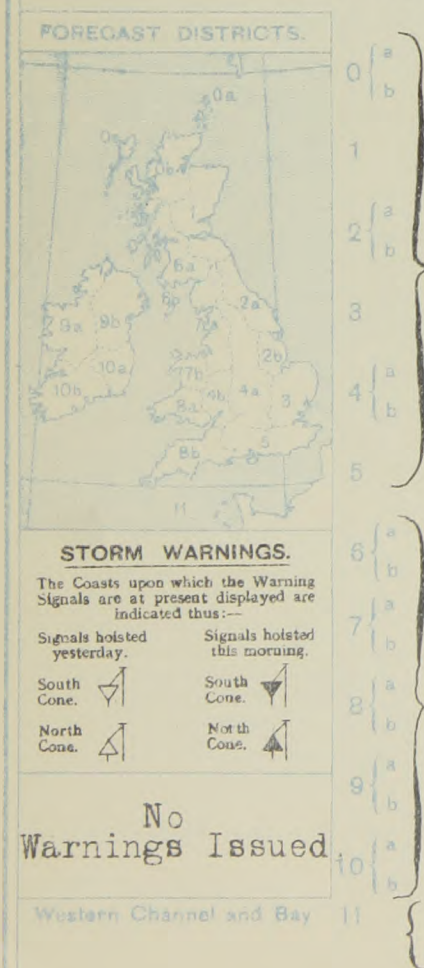 FORECAST DISTRICTS.
0a
0b
6a
6b
2a
7a
2b
9a
9b
10a
10b
7b
8a
4b
4a
3
5
8b
11
0 a
b
1
2 a
b
3
4 a
b
5
6 a
b
7 a
b
8 a
b
9 a
b
10 a
b
STORM WARNINGS.
The Coasts upon which the Warning
Signals are at present displayed are
indicated thus:—
Signals hoisted
yesterday.
Signals hoisted
this morning.
South
Cone.
South
Cone.
North
Cone.
North
Cone.
No
Warnings Issued.
Western Channel and Bay 11